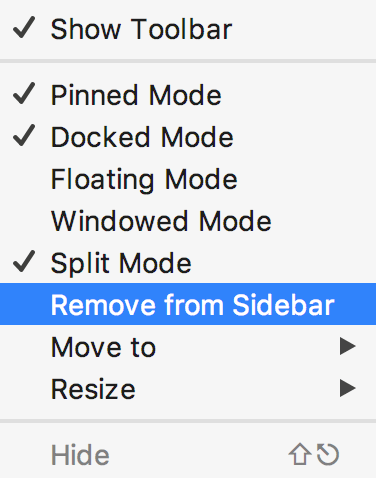 ✓ Show Toolbar
✓ Pinned Mode
✓ Docked Mode
Floating Mode
Windowed Mode
✓ Split Mode
Remove from Sidebar
Move to ▶
Resize ▶
Hide ⇧⎋